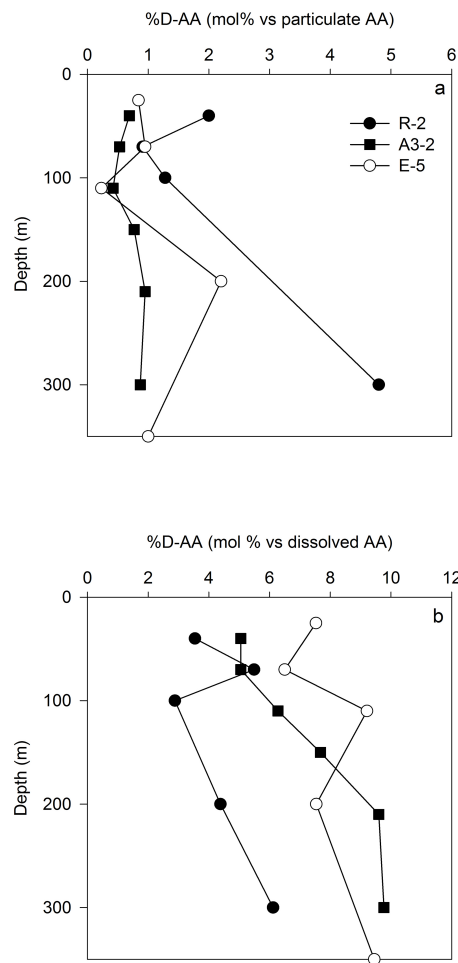 %D-AA (mol% vs particulate AA)
0 1 2 3 4 5 6
0
a
R-2
A3-2
E-5
100
Depth (m)
200
300
%D-AA (mol % vs dissolved AA)
0 2 4 6 8 10 12
0
b
100
Depth (m)
200
300